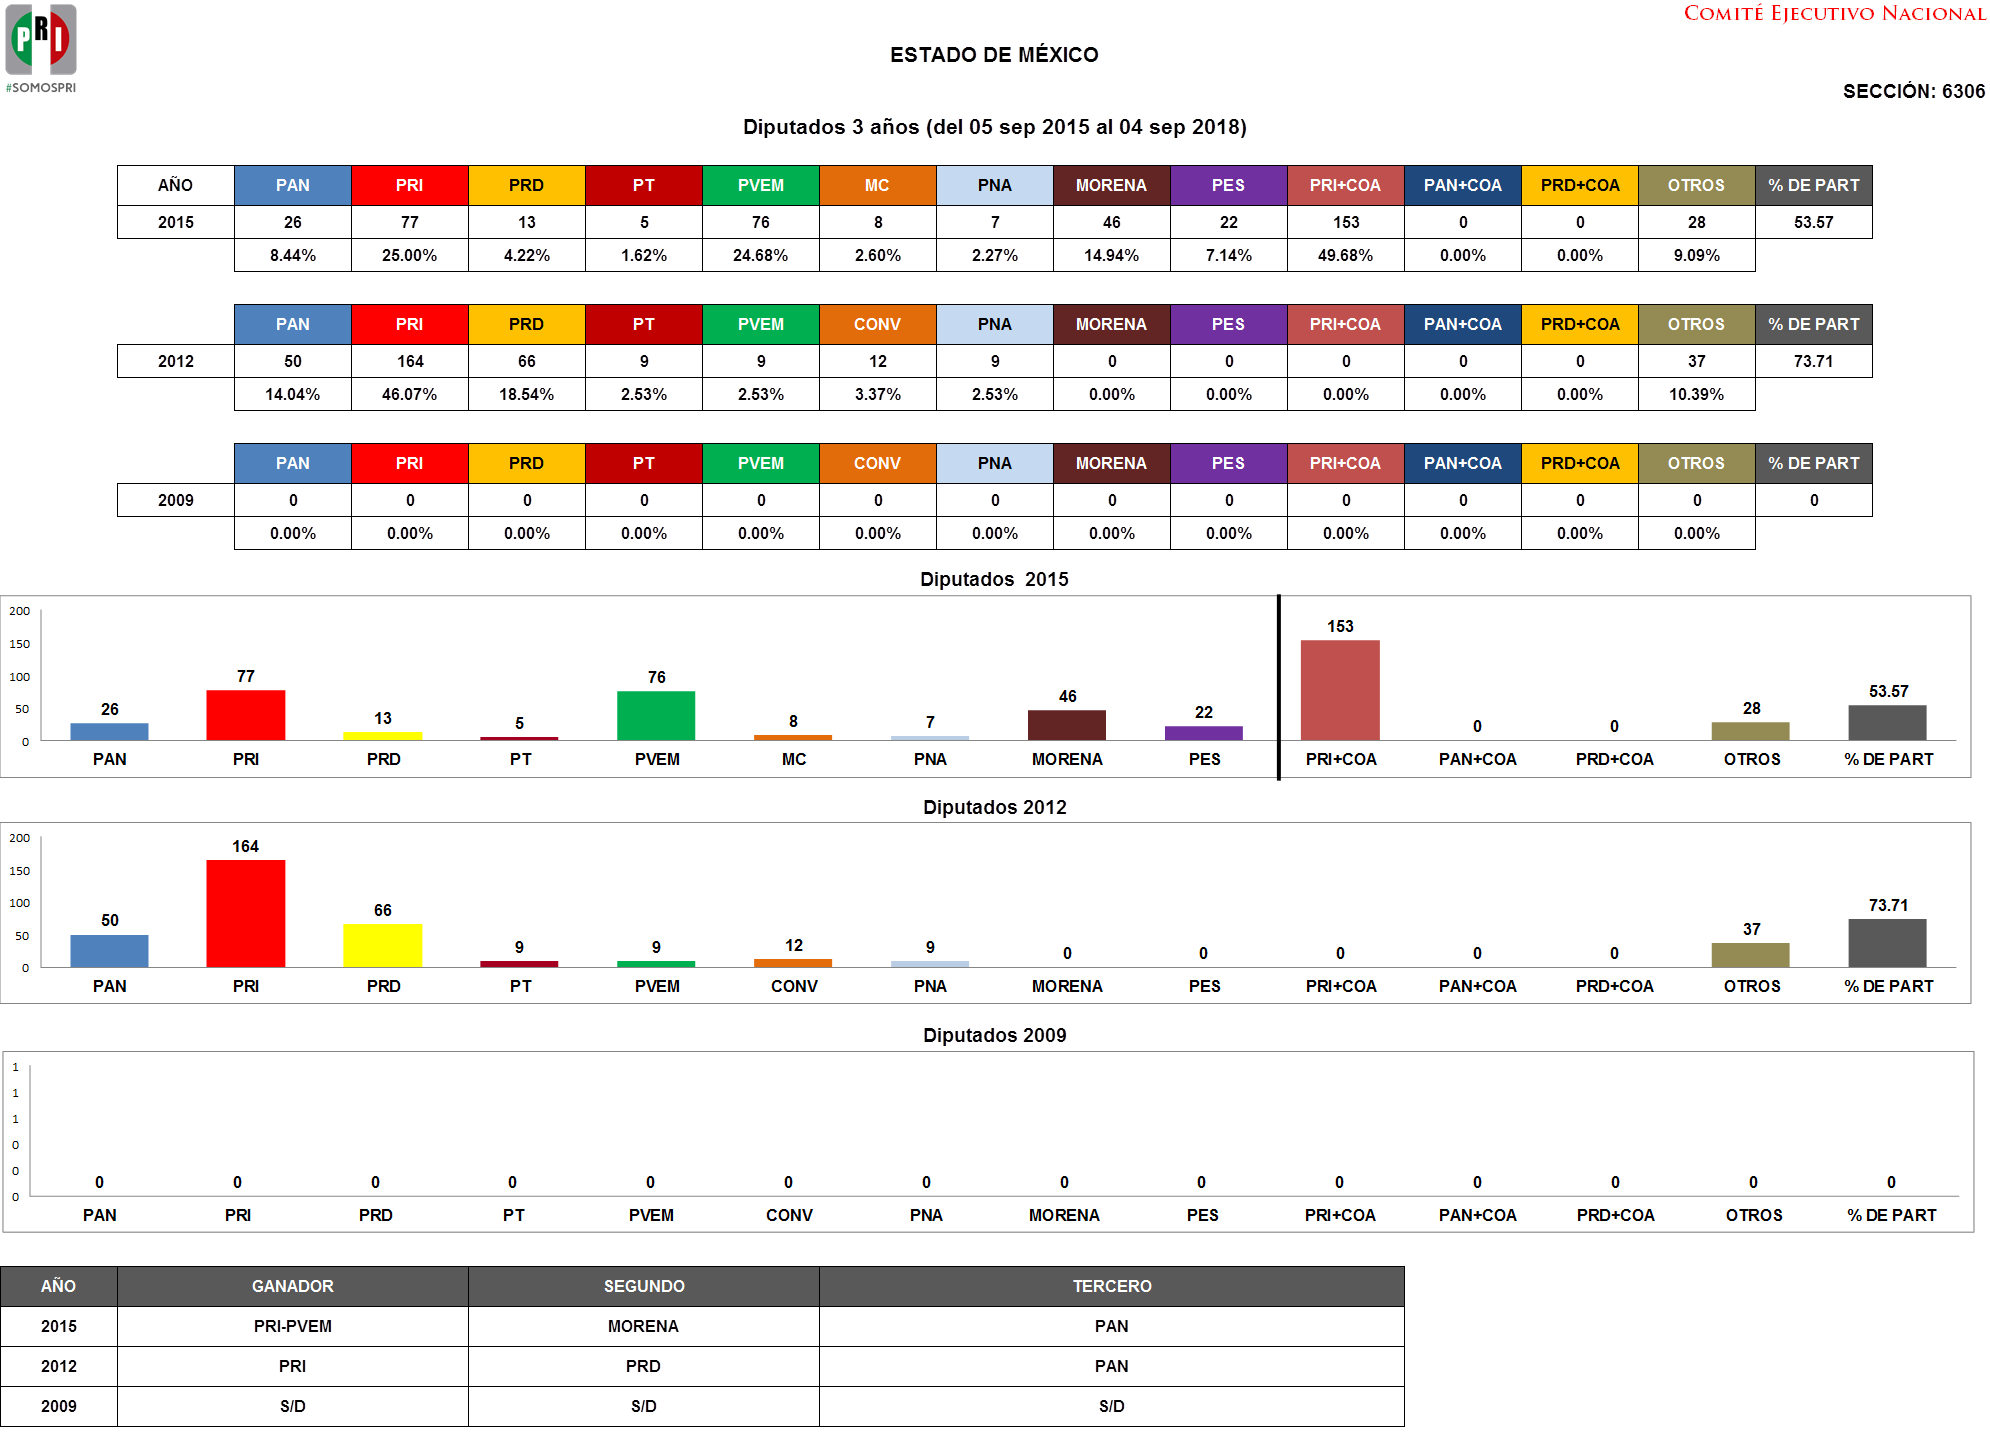 PRI
#SOMOSPRI
COMITÉ EJECUTIVO NACIONAL
ESTADO DE MÉXICO
SECCIÓN: 6306
Diputados 3 años (del 05 sep 2015 al 04 sep 2018)
AÑO PAN PRI PRD PT PVEM MC PNA MORENA PES PRI+COA PAN+COA PRD+COA OTROS % DE PART
2015 26 77 13 5 76 8 7 46 22 153 0 0 28 53.57
8.44% 25.00% 4.22% 1.62% 24.68% 2.60% 2.27% 14.94% 7.14% 49.68% 0.00% 0.00% 9.09%
PAN PRI PRD PT PVEM CONV PNA MORENA PES PRI+COA PAN+COA PRD+COA OTROS % DE PART
2012 50 164 66 9 9 12 9 0 0 0 0 0 37 73.71
14.04% 46.07% 18.54% 2.53% 2.53% 3.37% 2.53% 0.00% 0.00% 0.00% 0.00% 0.00% 10.39%
PAN PRI PRD PT PVEM CONV PNA MORENA PES PRI+COA PAN+COA PRD+COA OTROS % DE PART
2009 0 0 0 0 0 0 0 0 0 0 0 0 0 0
0.00% 0.00% 0.00% 0.00% 0.00% 0.00% 0.00% 0.00% 0.00% 0.00% 0.00% 0.00% 0.00%
Diputados 2015
200
150
100
50
0
26 77 13 5 76 8 7 46 22 153 0 0 28 53.57
PAN PRI PRD PT PVEM MC PNA MORENA PES PRI+COA PAN+COA PRD+COA OTROS % DE PART
Diputados 2012
200
150
100
50
0
50 164 66 9 9 12 9 0 0 0 0 0 37 73.71
PAN PRI PRD PT PVEM CONV PNA MORENA PES PRI+COA PAN+COA PRD+COA OTROS % DE PART
Diputados 2009
1
1
1
0
0
0
0 0 0 0 0 0 0 0 0 0 0 0 0 0
PAN PRI PRD PT PVEM CONV PNA MORENA PES PRI+COA PAN+COA PRD+COA OTROS % DE PART
AÑO GANADOR SEGUNDO TERCERO
2015 PRI-PVEM MORENA PAN
2012 PRI PRD PAN
2009 S/D S/D S/D